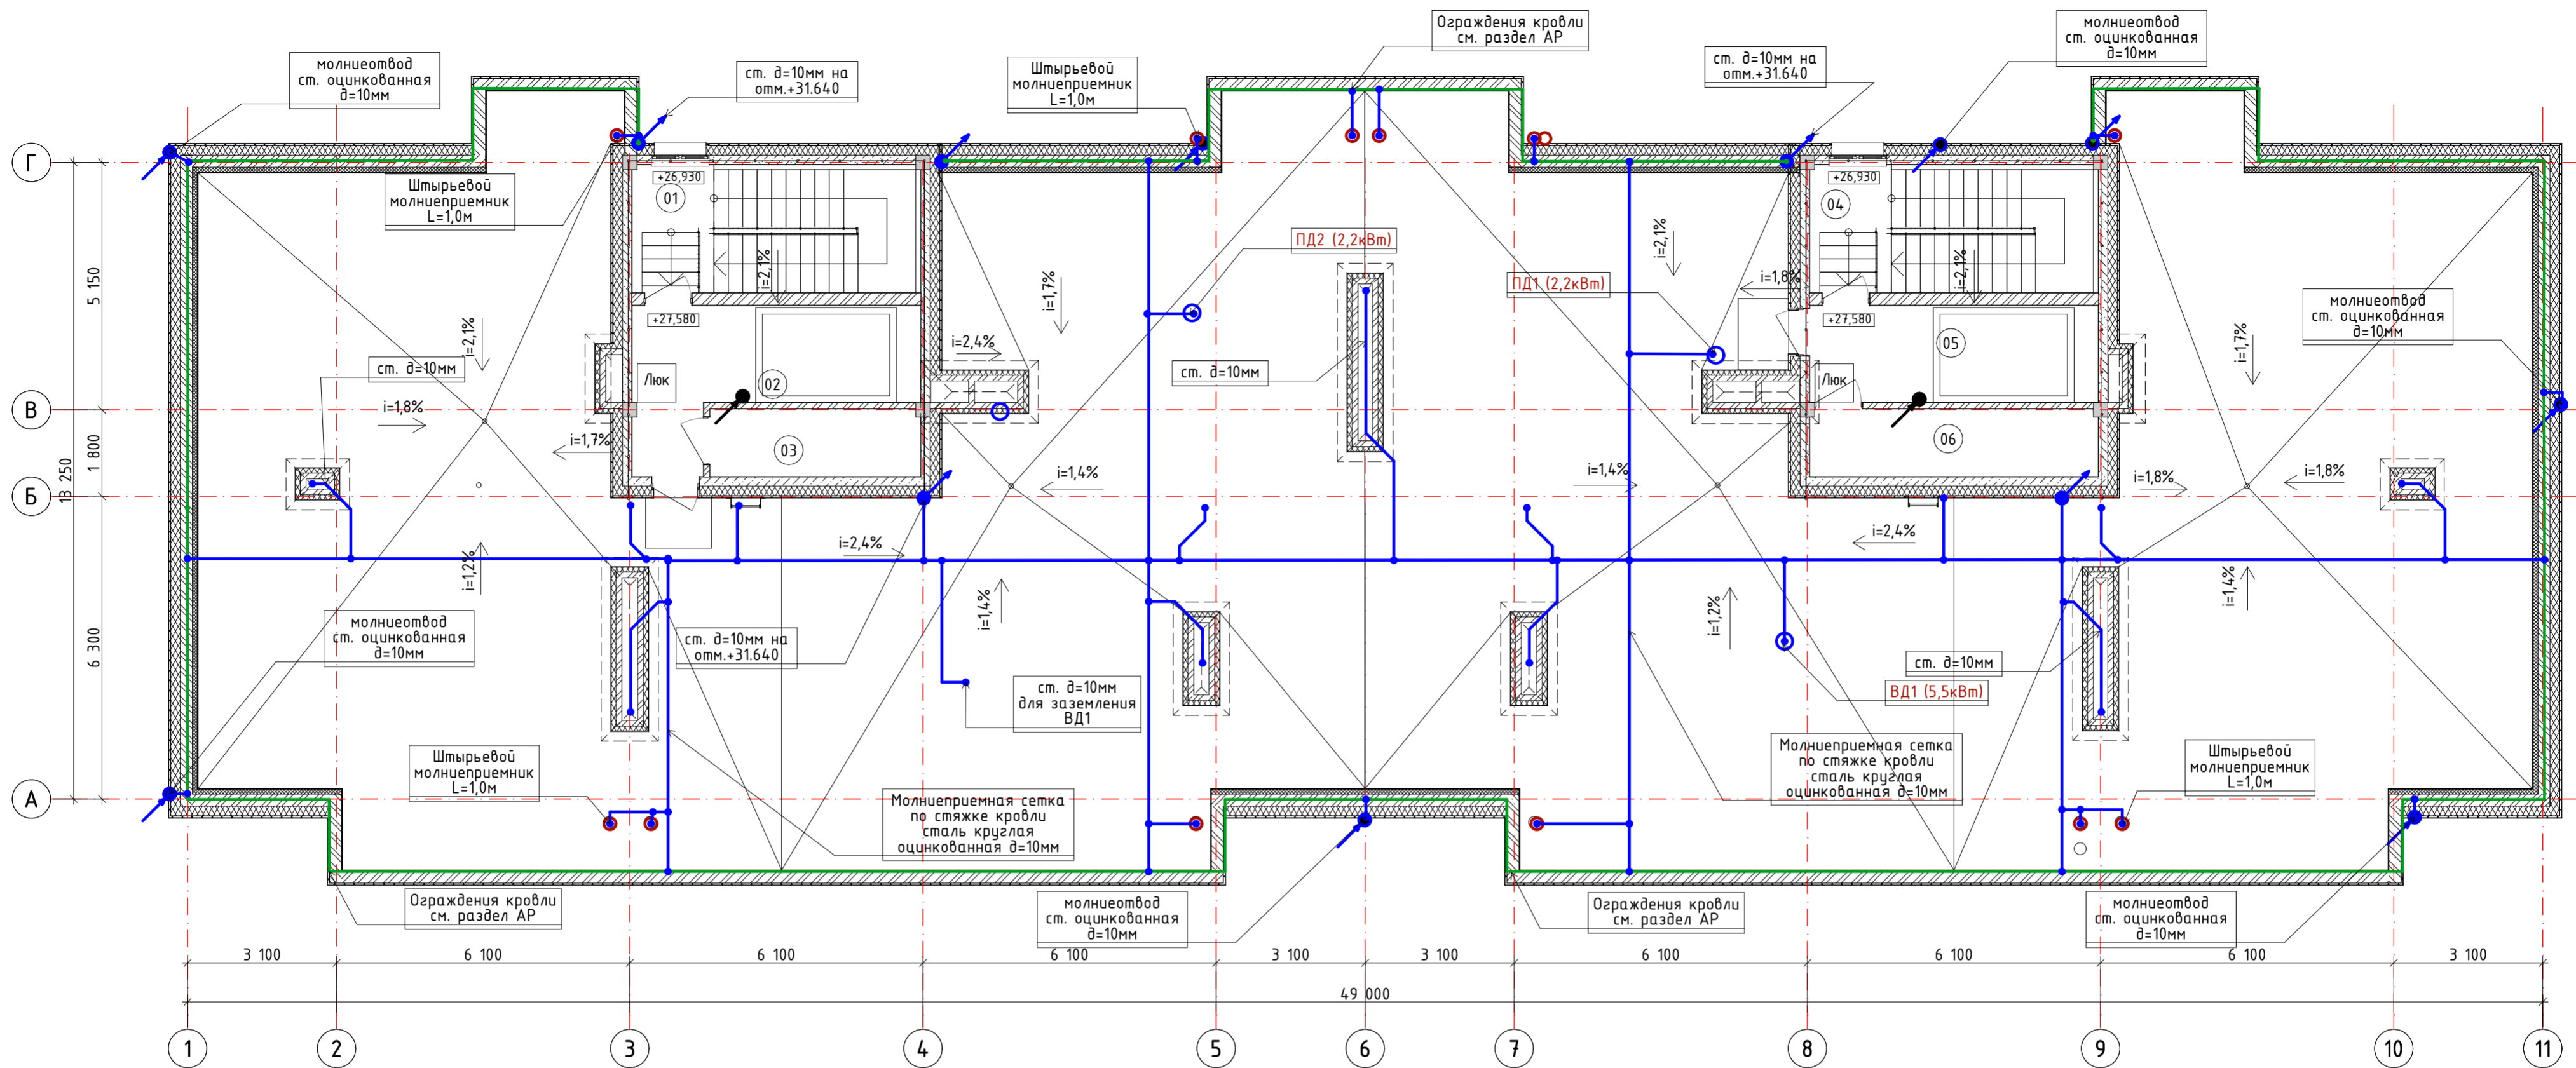 Ограждения кровли
см. раздел АР
молниеотвод
ст. оцинкованная
д=10мм
молниеотвод
ст. оцинкованная
д=10мм
ст. д=10мм на
отм.+31.640
Штыревой
молниеприемник
L=1,0м
ст. д=10мм на
отм.+31.640
Г
+26,930
01
Штырьевой
молниеприемник
L=1,0м
+26,930
04
5 150
i=2,1%
i=2,1%
i=1,7%
ПД2 (2,2кВт)
i=2,1%
ПД1 (2,2кВт)
i=1,8%
i=2,1%
молниеотвод
ст. оцинкованная
д=10мм
+27,580
+27,580
i=2,4%
05
i=1,7%
ст. д=10мм
Люк
02
ст. д=10мм
Люк
В
i=1,8%
i=1,7%
03
06
1 800
13 250
i=1,4%
i=1,4%
i=1,8%
i=1,8%
Б
i=2,4%
i=2,4%
i=1,2%
i=1,4%
i=1,2%
i=1,4%
6 300
молниеотвод
ст. оцинкованная
д=10мм
ст. д=10мм на
отм.+31.640
ст. д=10мм
ст. д=10мм
для заземления
ВД1
ВД1 (5,5кВт)
Штырьевой
молниеприемник
L=1,0м
Молниеприемная сетка
по стяжке кровли
сталь круглая
оцинкованная д=10мм
Штырьевой
молниеприемник
L=1,0м
А
Молниеприемная сетка
по стяжке кровли
сталь круглая
оцинкованная д=10мм
Ограждения кровли
см. раздел АР
молниеотвод
ст. оцинкованная
д=10мм
Ограждения кровли
см. раздел АР
молниеотвод
ст. оцинкованная
д=10мм
3 100
6 100
6 100
6 100
3 100
3 100
6 100
6 100
6 100
3 100
49 000
1
2
3
4
5
6
7
8
9
10
11